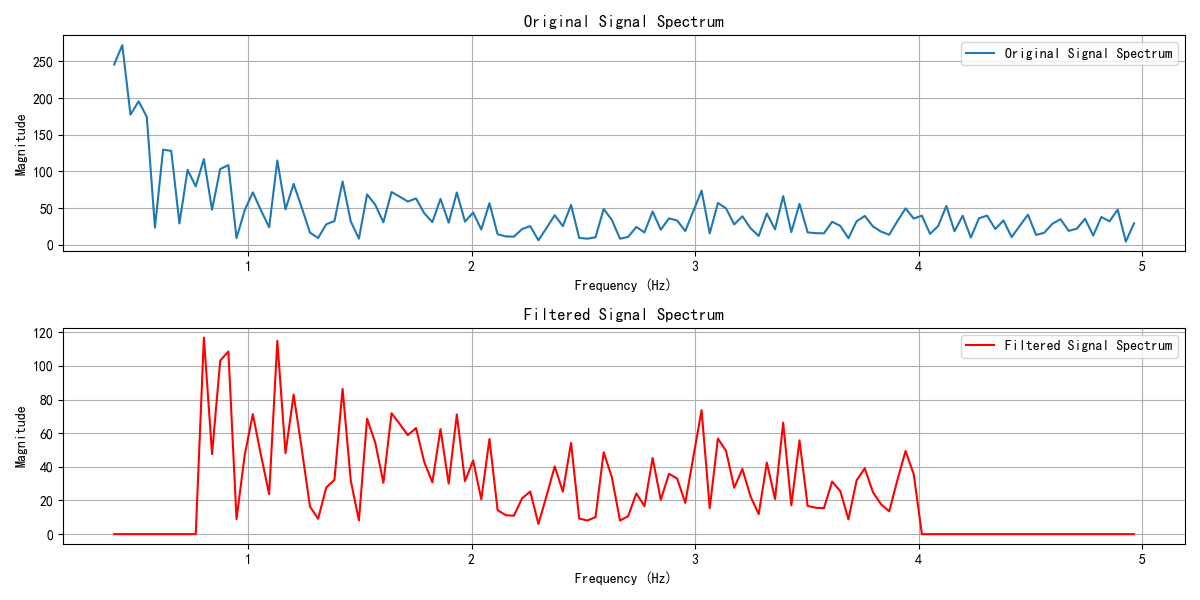 Original Signal Spectrum
Original Signal Spectrum
250
200
150
100
50
0
Magnitude
1 2 3 4 5
Frequency (Hz)
Filtered Signal Spectrum
Filtered Signal Spectrum
120
100
80
60
40
20
0
Magnitude
1 2 3 4 5
Frequency (Hz)